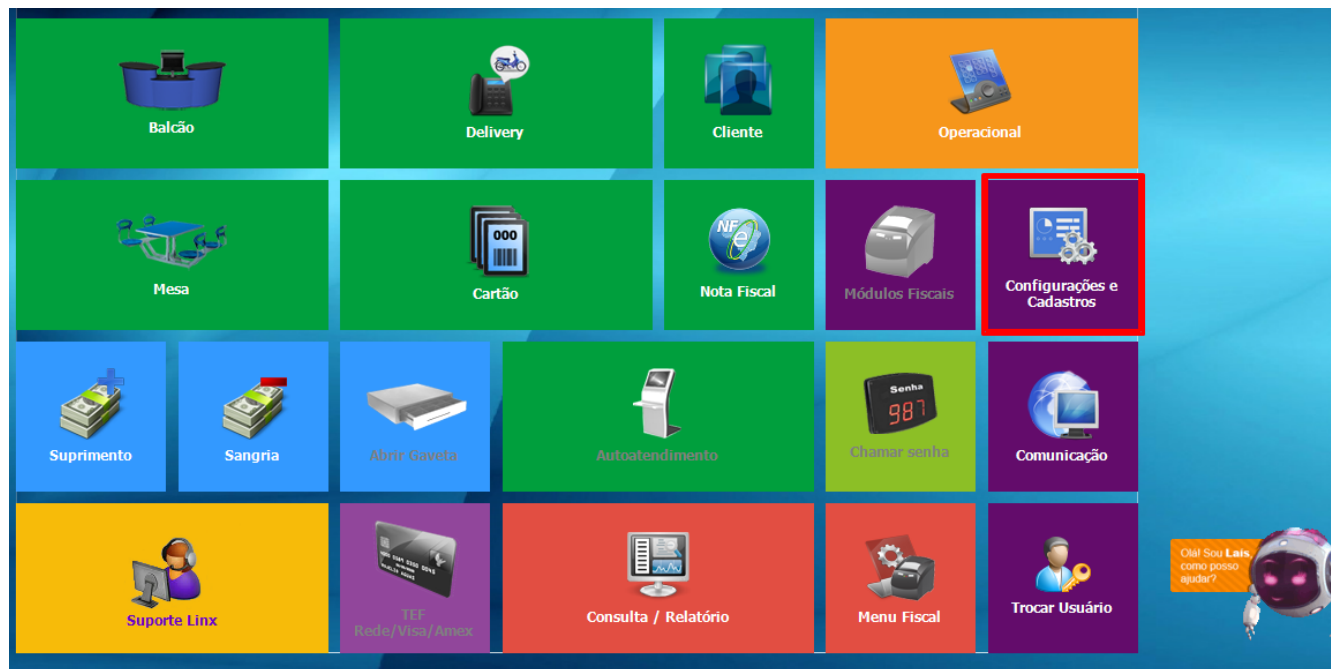 Balcão
Delivery
Cliente
Operacional
Mesa
000
Cartão
NF
e
Nota Fiscal
Módulos Fiscais
Configurações e
Cadastros
Suprimento
Sangria
Abrir Gaveta
Autoatendimento
Senha
987
Chamar senha
Comunicação
Suporte Linx
TEF
Rede/Visa/Amex
Consulta / Relatório
Menu Fiscal
Trocar Usuário
Olá! Sou Lais,
como posso
ajudar?